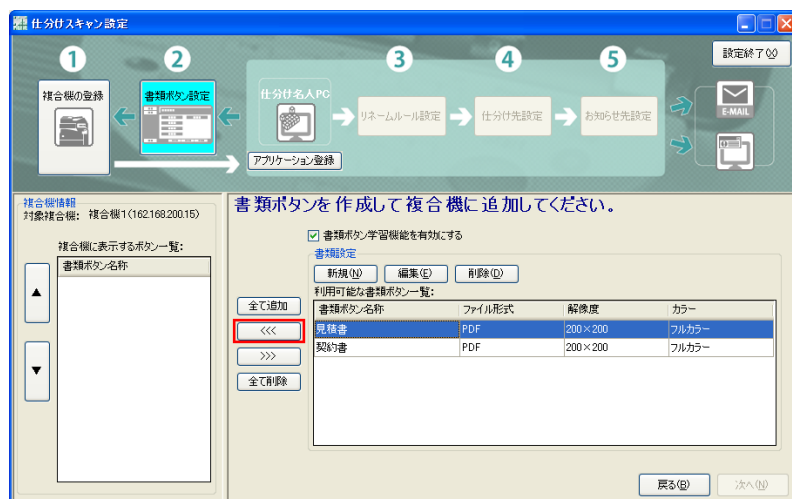 仕分けスキャン設定
設定終了(X)
1
2
3
4
5
複合機の登録
書類ボタン設定
仕分け名人PC
リネームルール設定
仕分け先設定
お知らせ先設定
E-MAIL
アプリケーション登録
複合機情報
対象複合機: 複合機1(162.168.200.15)
複合機に表示するボタン一覧:
書類ボタン名称
▲
▼
書類ボタンを作成して複合機に追加してください。
書類ボタン学習機能を有効にする
書類設定
新規(N) 編集(E) 削除(D)
利用可能な書類ボタン一覧:
全て追加
<<<
>>>
全て削除
書類ボタン名称 ファイル形式 解像度 カラー
見積書 PDF 200×200 フルカラー
契約書 PDF 200×200 フルカラー
戻る(B) 次へ(N)